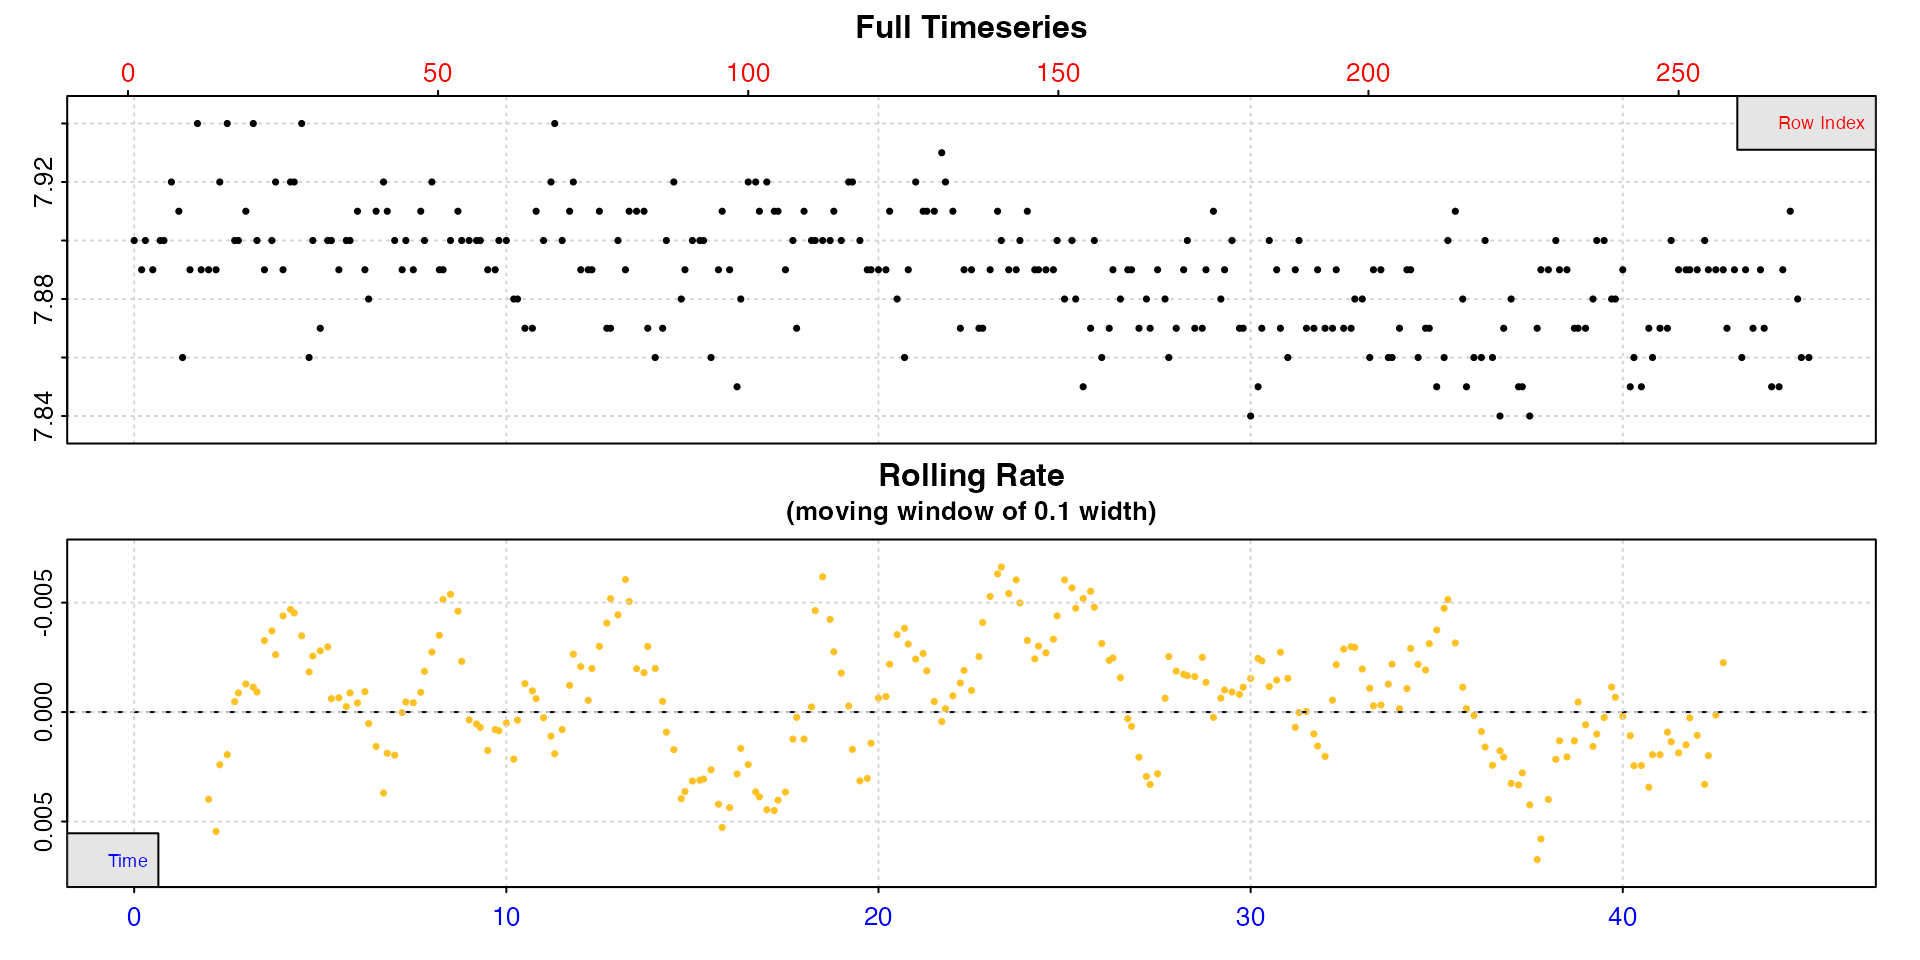 Full Timeseries
0 50 100 150 200 250
Row Index
7.92
7.88
7.84
Rolling Rate
(moving window of 0.1 width)
-0.005
0.000
0.005
Time
0 10 20 30 40